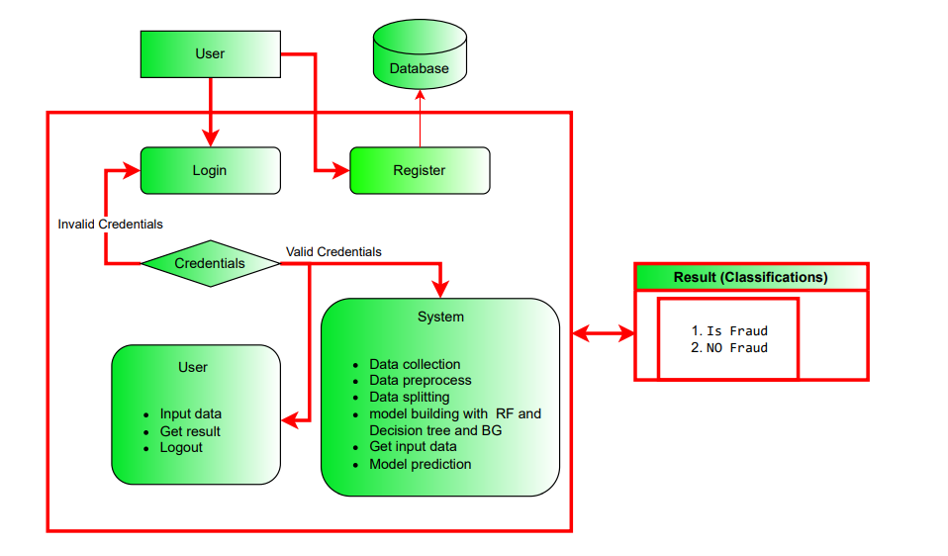 User
Database
Login
Register
Invalid Credentials
Credentials
Valid Credentials
System
• Data collection
• Data preprocess
• Data splitting
• model building with RF and
Decision tree and BG
• Get input data
• Model prediction
User
• Input data
• Get result
• Logout
Result (Classifications)
1. Is Fraud
2. NO Fraud